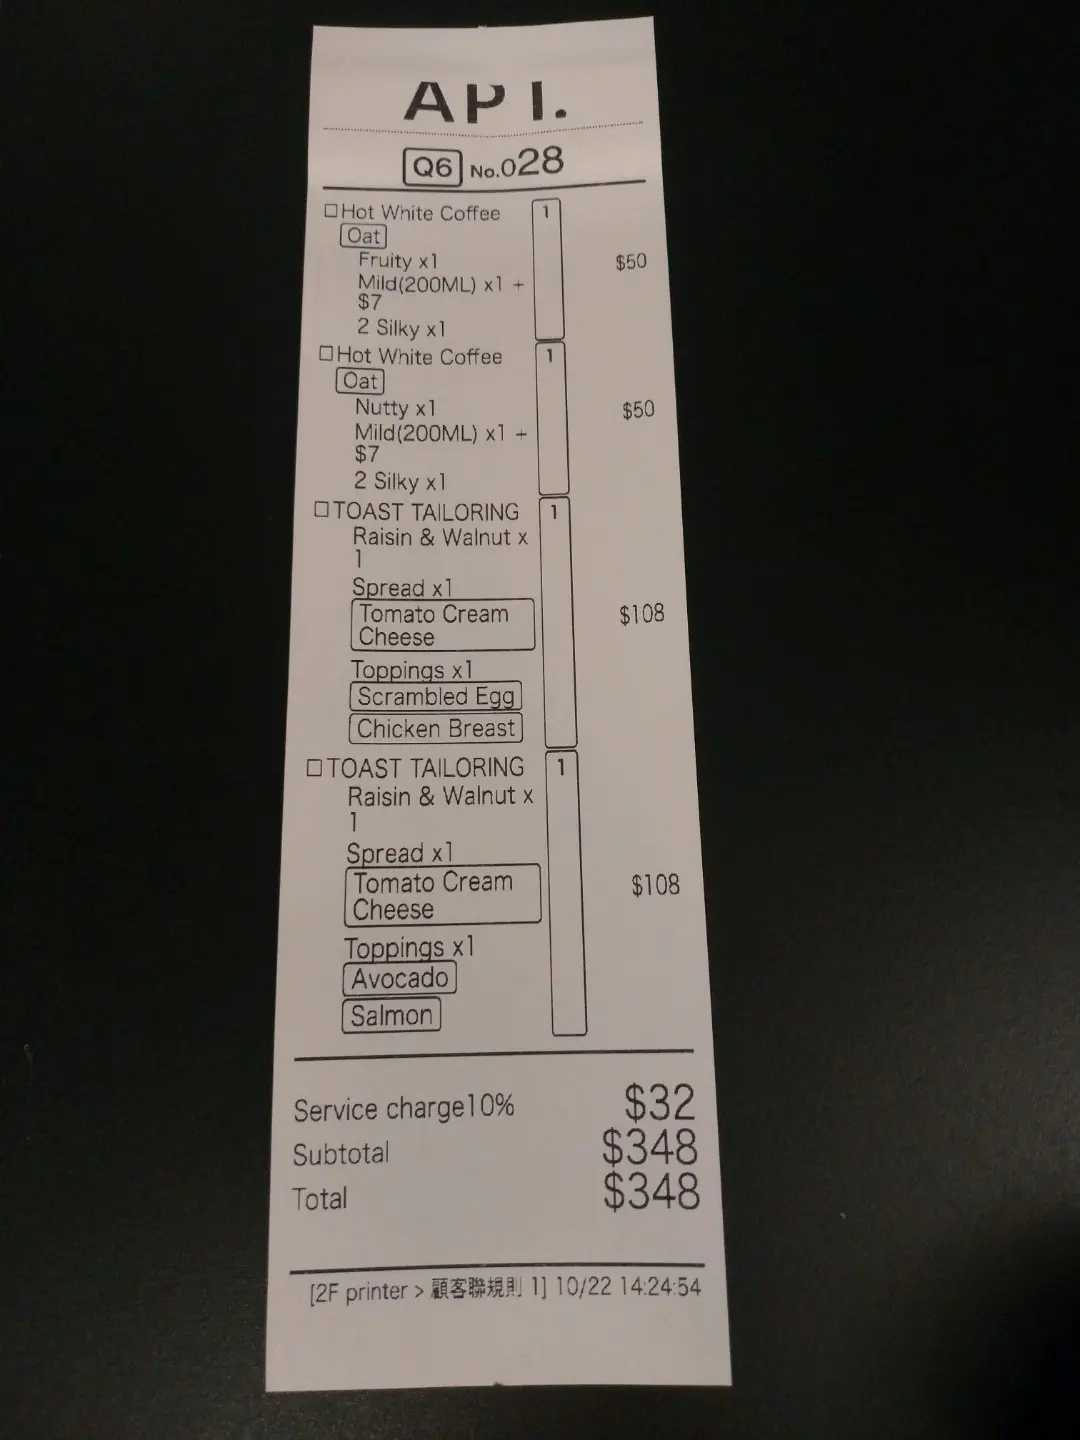 APT.
Q6 No.028
Hot White Coffee 1
Oat
Fruity x1 $50
Mild(200ML) x1 +
$7
2 Silky x1
Hot White Coffee 1
Oat
Nutty x1 $50
Mild(200ML) x1 +
$7
2 Silky x1
TOAST TAILORING 1
Raisin & Walnut x
1
Spread x1
Tomato Cream $108
Cheese
Toppings x1
Scrambled Egg
Chicken Breast
TOAST TAILORING 1
Raisin & Walnut x
1
Spread x1
Tomato Cream $108
Cheese
Toppings x1
Avocado
Salmon
Service charge10% $32
Subtotal $348
Total $348
[2F printer > 顧客聯規則 1] 10/22 14:24:54